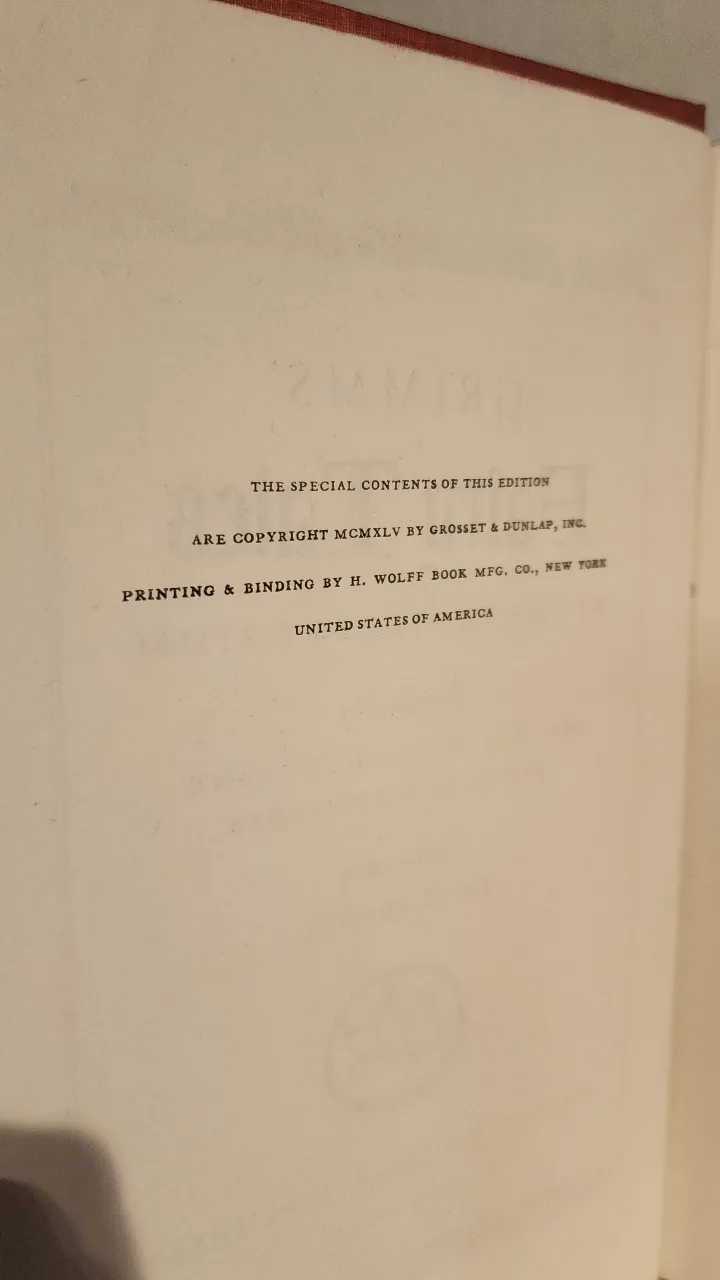 THE SPECIAL CONTENTS OF THIS EDITION
ARE COPYRIGHT MCMXLV BY GROSSET & DUNLAP, INC.
PRINTING & BINDING BY H. WOLFF BOOK MFG. CO., NEW YORK
UNITED STATES OF AMERICA
GRIMMS'